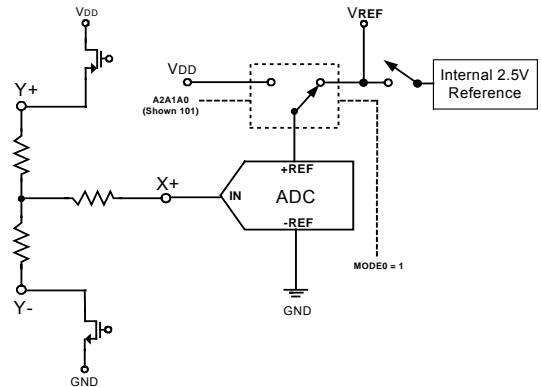 VDD
VREF
Y+
VDD
Internal 2.5V
Reference
A2A1A0
(Shown 101)
+REF
X+
IN
ADC
-REF
MODE0 = 1
GND
Y-
GND